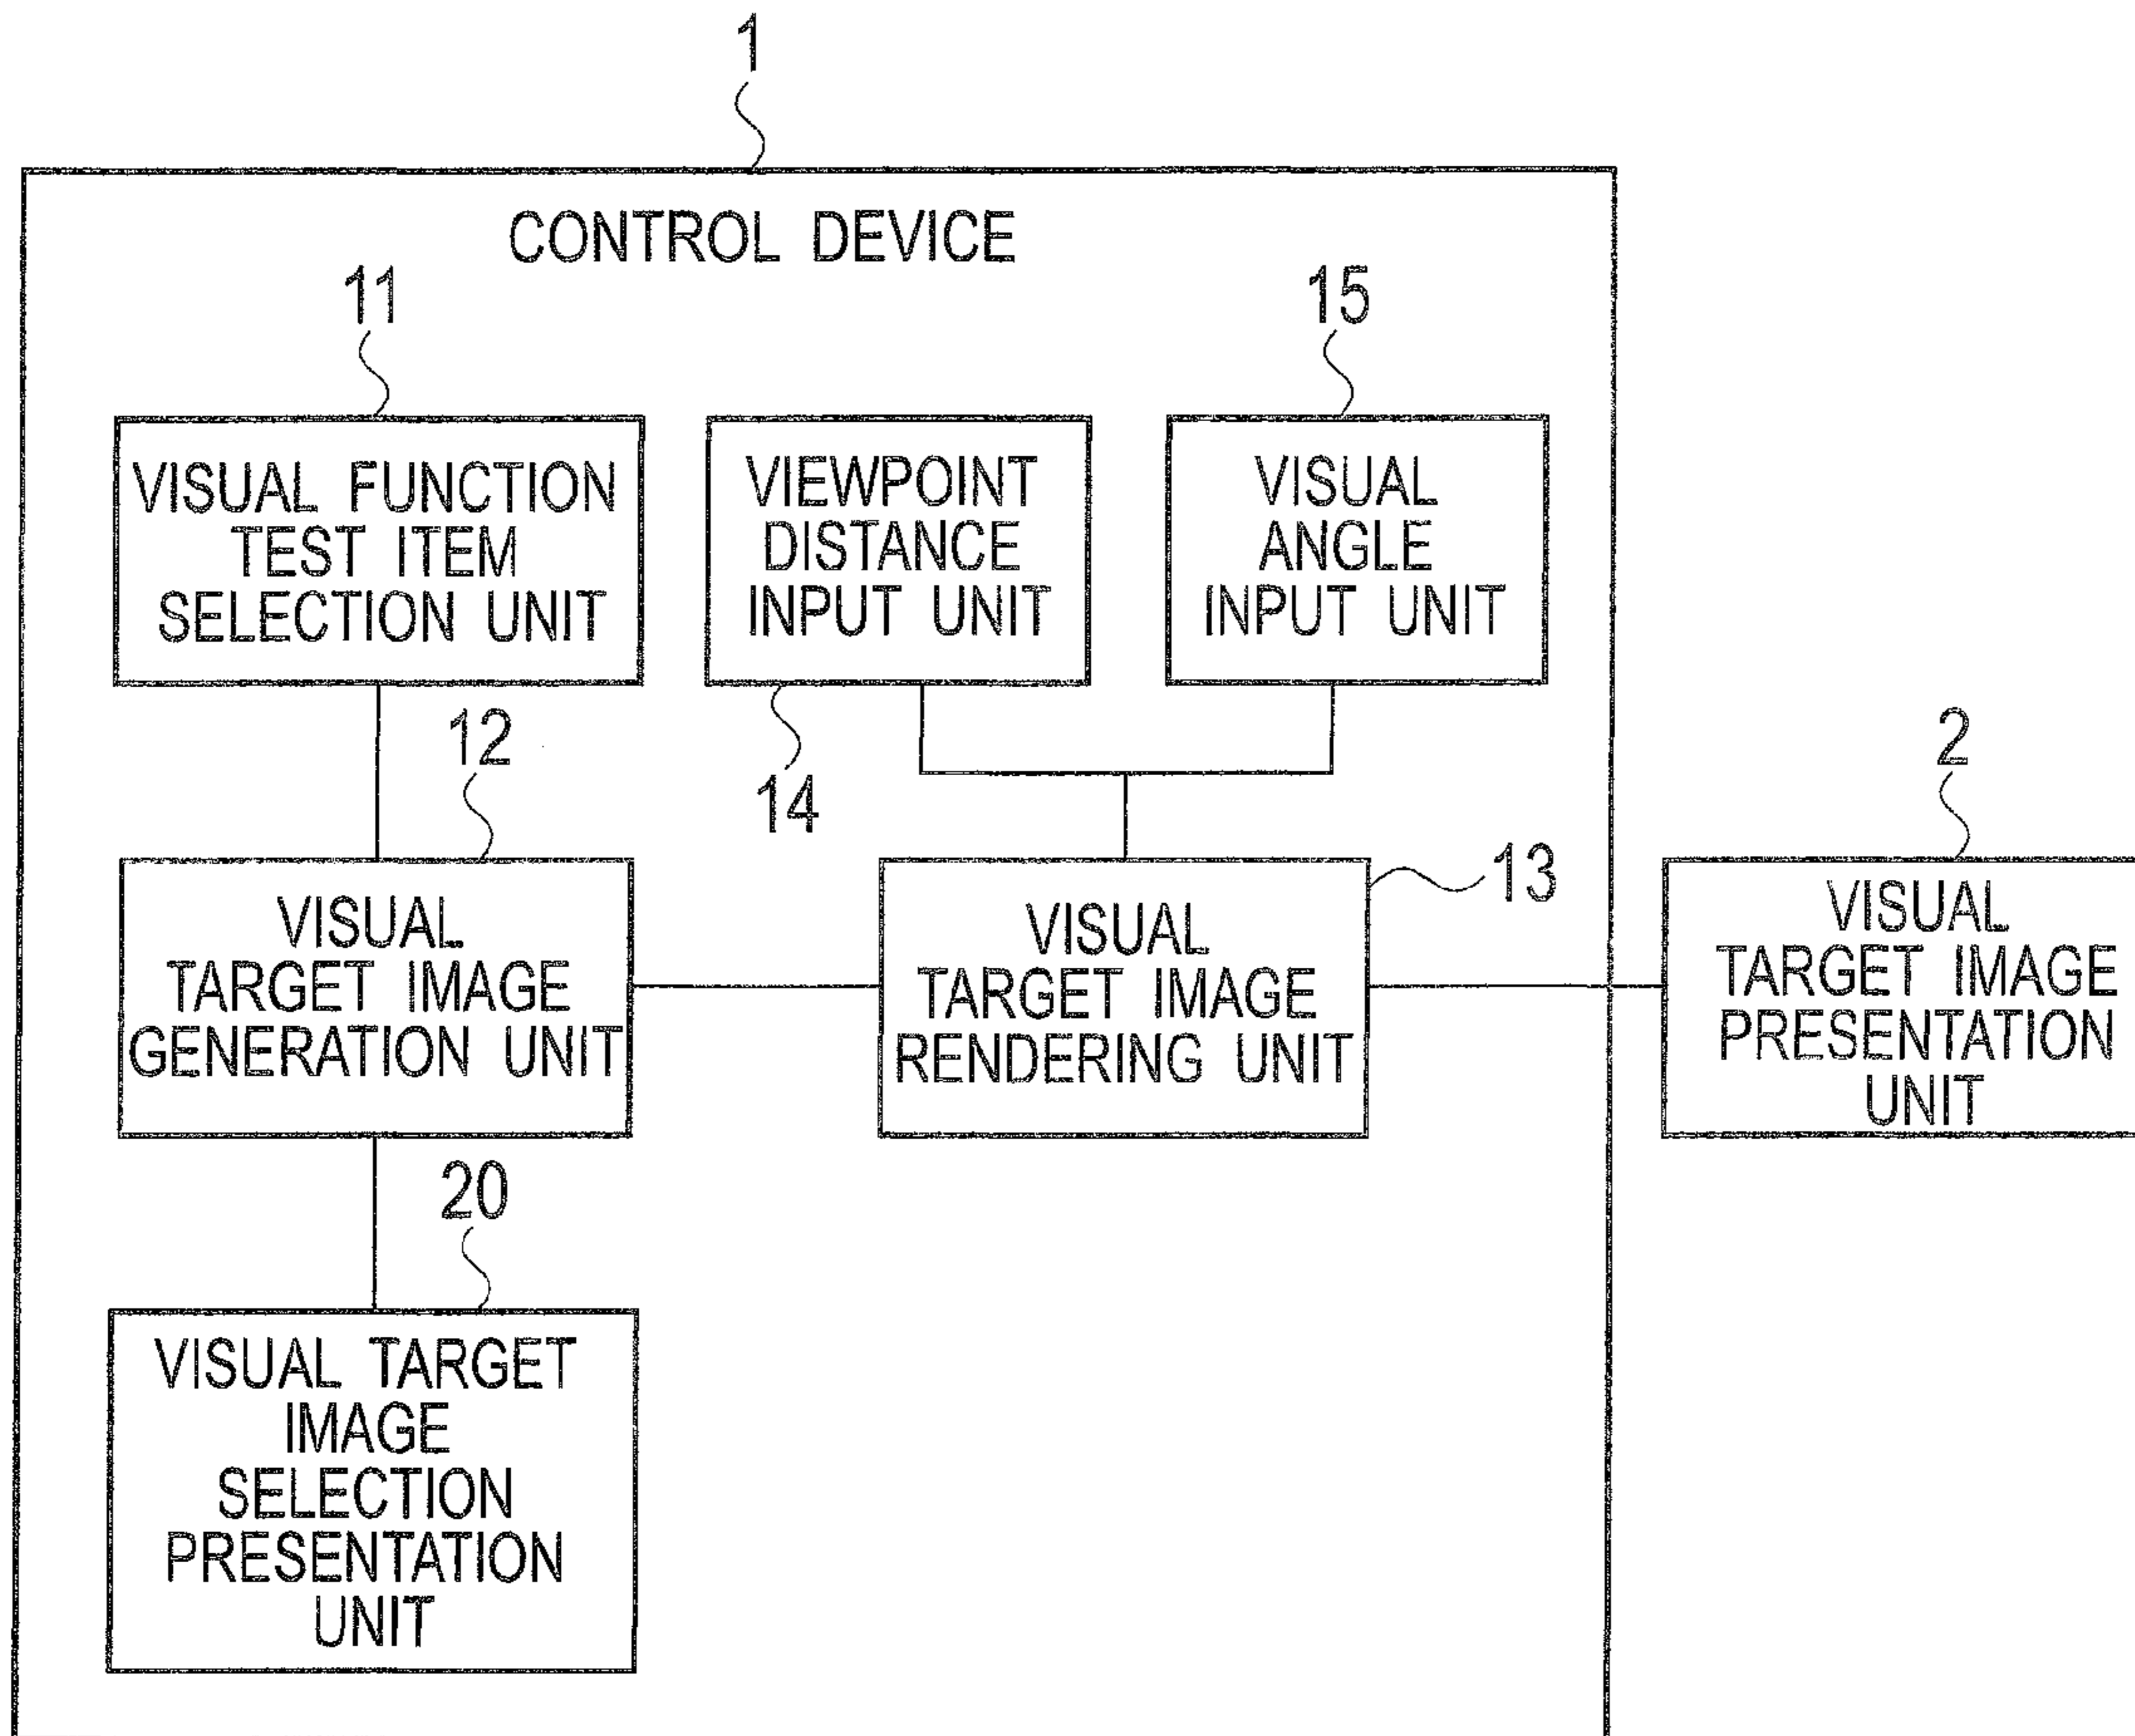 1
CONTROL DEVICE
11
15
VISUAL FUNCTION
TEST ITEM
SELECTION UNIT
VIEWPOINT
DISTANCE
INPUT UNIT
VISUAL
ANGLE
INPUT UNIT
14
12
VISUAL
TARGET IMAGE
GENERATION UNIT
13
VISUAL
TARGET IMAGE
RENDERING UNIT
2
VISUAL
TARGET IMAGE
PRESENTATION
UNIT
20
VISUAL TARGET
IMAGE
SELECTION
PRESENTATION
UNIT